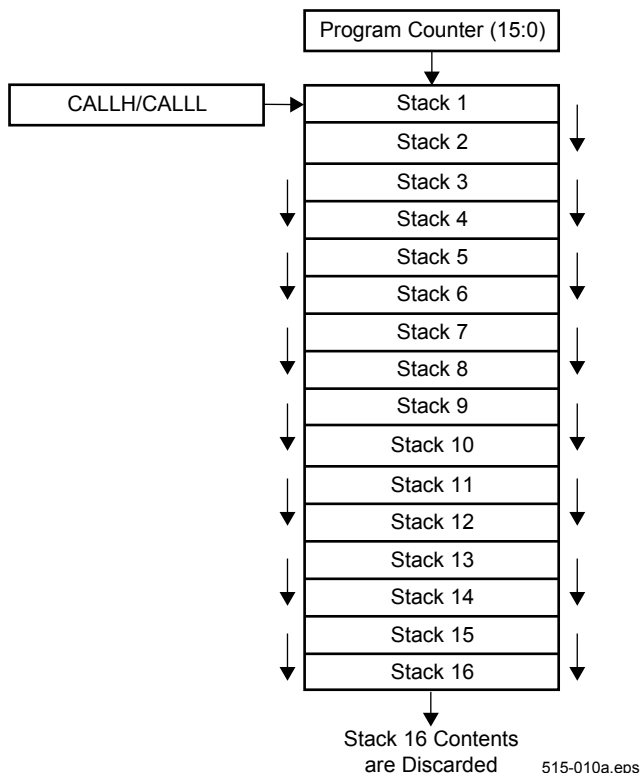 Program Counter (15:0)
CALLH/CALLL
Stack 1
Stack 2
Stack 3
Stack 4
Stack 5
Stack 6
Stack 7
Stack 8
Stack 9
Stack 10
Stack 11
Stack 12
Stack 13
Stack 14
Stack 15
Stack 16
Stack 16 Contents
are Discarded
515-010a.eps